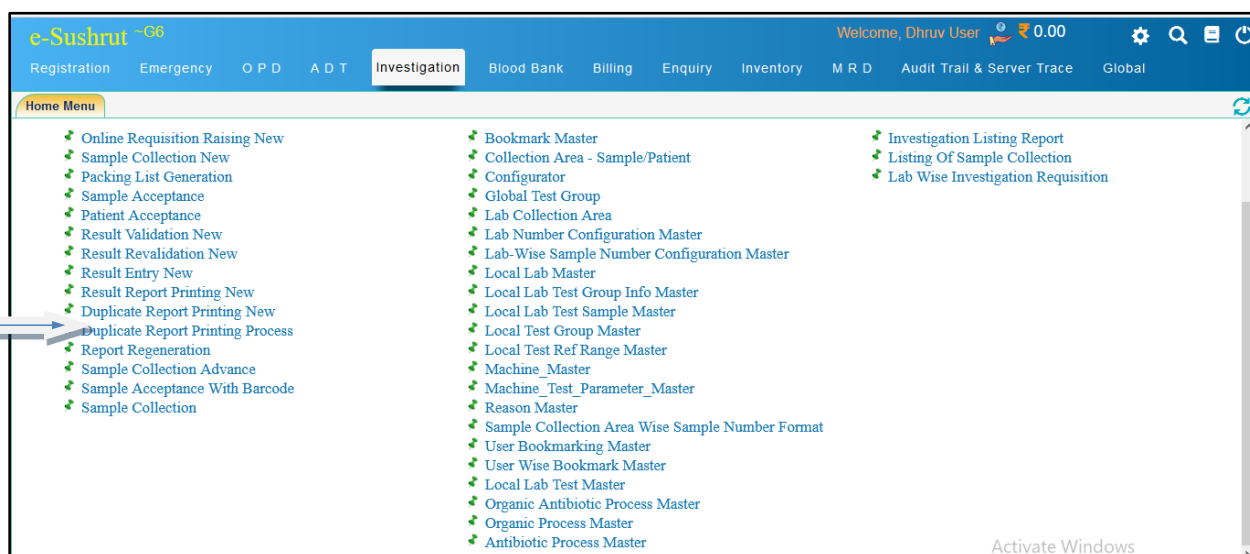 e-Sushrut ~G6
Welcome, Dhruv User ₹ 0.00
Registration Emergency O P D A D T Investigation Blood Bank Billing Enquiry Inventory M R D Audit Trail & Server Trace Global
Home Menu
Online Requisition Raising New
Sample Collection New
Packing List Generation
Sample Acceptance
Patient Acceptance
Result Validation New
Result Revalidation New
Result Entry New
Result Report Printing New
Duplicate Report Printing New
Duplicate Report Printing Process
Report Regeneration
Sample Collection Advance
Sample Acceptance With Barcode
Sample Collection
Bookmark Master
Collection Area - Sample/Patient
Configurator
Global Test Group
Lab Collection Area
Lab Number Configuration Master
Lab-Wise Sample Number Configuration Master
Local Lab Master
Local Lab Test Group Info Master
Local Lab Test Sample Master
Local Test Group Master
Local Test Ref Range Master
Machine_Master
Machine_Test_Parameter_Master
Reason Master
Sample Collection Area Wise Sample Number Format
User Bookmarking Master
User Wise Bookmark Master
Local Lab Test Master
Organic Antibiotic Process Master
Organic Process Master
Antibiotic Process Master
Investigation Listing Report
Listing Of Sample Collection
Lab Wise Investigation Requisition
Activate Windows